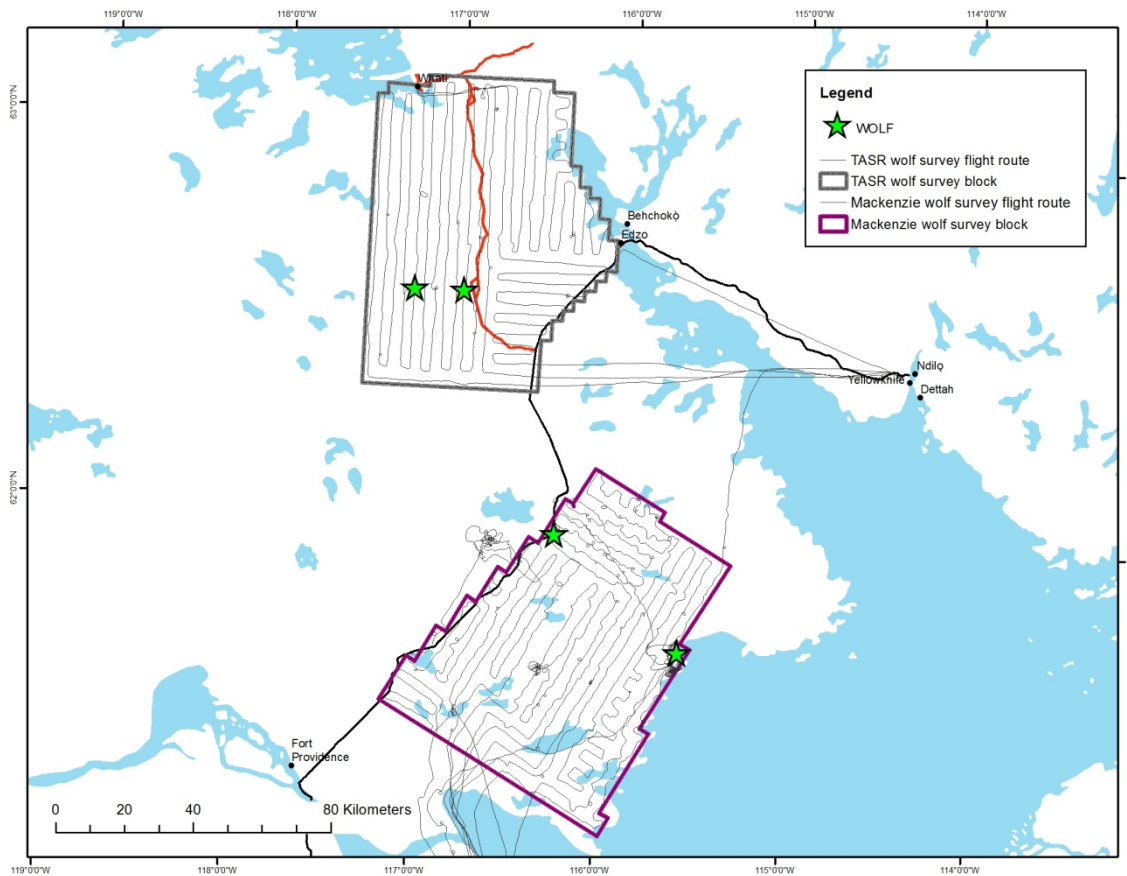 119°0'0"W 118°0'0"W 117°0'0"W 116°0'0"W 115°0'0"W 114°0'0"W
Whatì
63°0'0"N
Legend
WOLF
TASR wolf survey flight route
TASR wolf survey block
Mackenzie wolf survey flight route
Mackenzie wolf survey block
Behchokǫ̀
Edzo
Ndilǫ
Yellowknife
Dettah
62°0'0"N
Fort
Providence
0 20 40 80 Kilometers
119°0'0"W 118°0'0"W 117°0'0"W 116°0'0"W 115°0'0"W 114°0'0"W